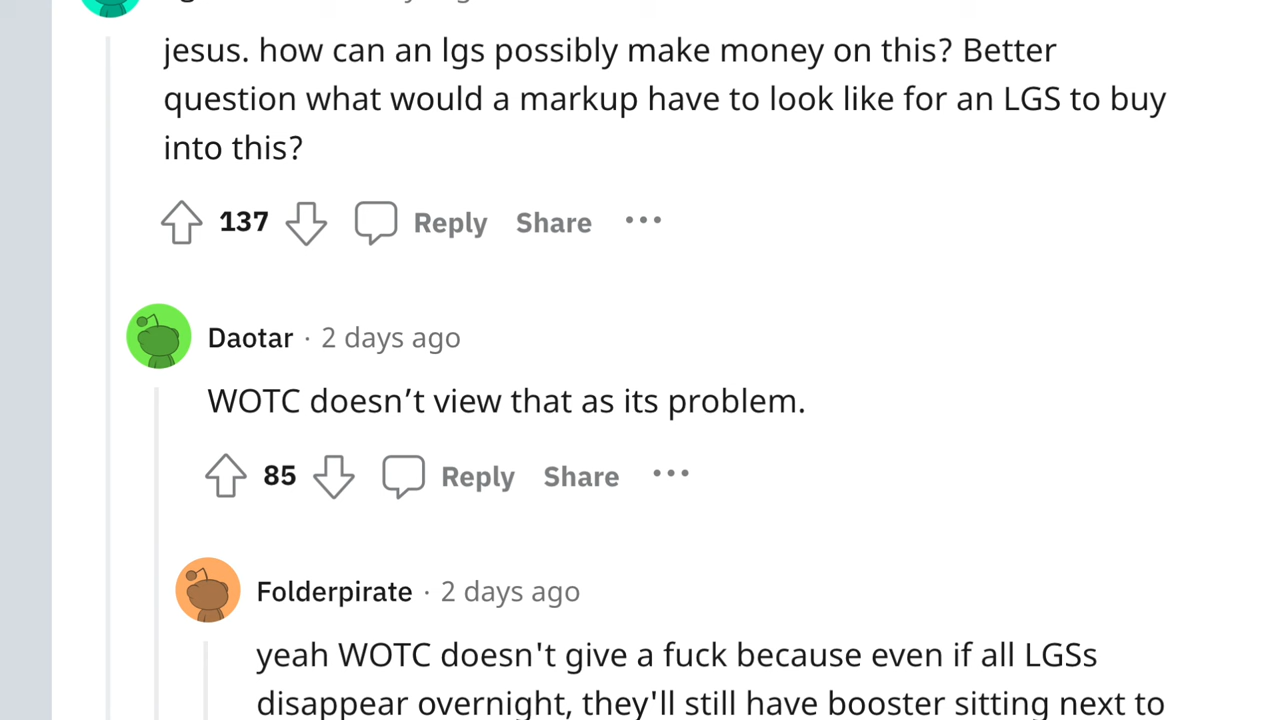 jesus. how can an lgs possibly make money on this? Better
question what would a markup have to look like for an LGS to buy
into this?
137 Reply Share •••
Daotar · 2 days ago
WOTC doesn’t view that as its problem.
85 Reply Share •••
Folderpirate · 2 days ago
yeah WOTC doesn't give a fuck because even if all LGSs
disappear overnight, they'll still have booster sitting next to